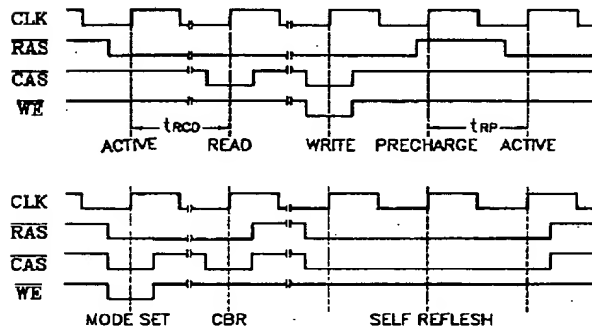 CLK
RAS
CAS
WE
tRCD tRP
ACTIVE READ WRITE PRECHARGE ACTIVE
CLK
RAS
CAS
WE
MODE SET CBR SELF REFLESH